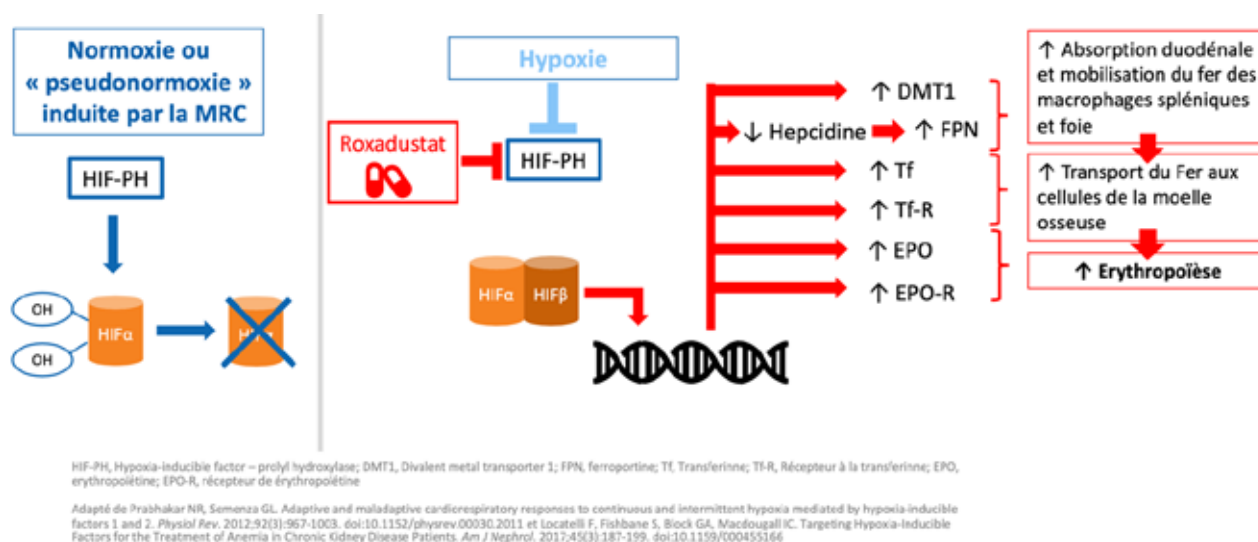 Normoxie ou
« pseudonormoxie »
induite par la MRC
HIF-PH
OH
OH
HIFα
HIFα
Hypoxie
Roxadustat
HIF-PH
HIFα
HIFβ
↑ DMT1
↓ Hepcidine
↑ FPN
↑ Tf
↑ Tf-R
↑ EPO
↑ EPO-R
↑ Absorption duodénale
et mobilisation du fer des
macrophages spléniques
et foie
↑ Transport du Fer aux
cellules de la moelle
osseuse
↑ Erythropoïèse
HIF-PH, Hypoxia-inducible factor – prolyl hydroxylase; DMT1, Divalent metal transporter 1; FPN, ferroportine; Tf, Transferinne; Tf-R, Récepteur à la transferinne; EPO,
erythropoïétine; EPO-R, récepteur de érythropoïétine
Adapté de Prabhakar NR, Semenza GL. Adaptive and maladaptive cardiorespiratory responses to continuous and intermittent hypoxia mediated by hypoxia-inducible
factors 1 and 2. Physiol Rev. 2012;92(3):967-1003. doi:10.1152/physrev.00030.2011 et Locatelli F, Fishbane S, Block GA, Macdougall IC. Targeting Hypoxia-Inducible
Factors for the Treatment of Anemia in Chronic Kidney Disease Patients. Am J Nephrol. 2017;45(3):187-199. doi:10.1159/000455166